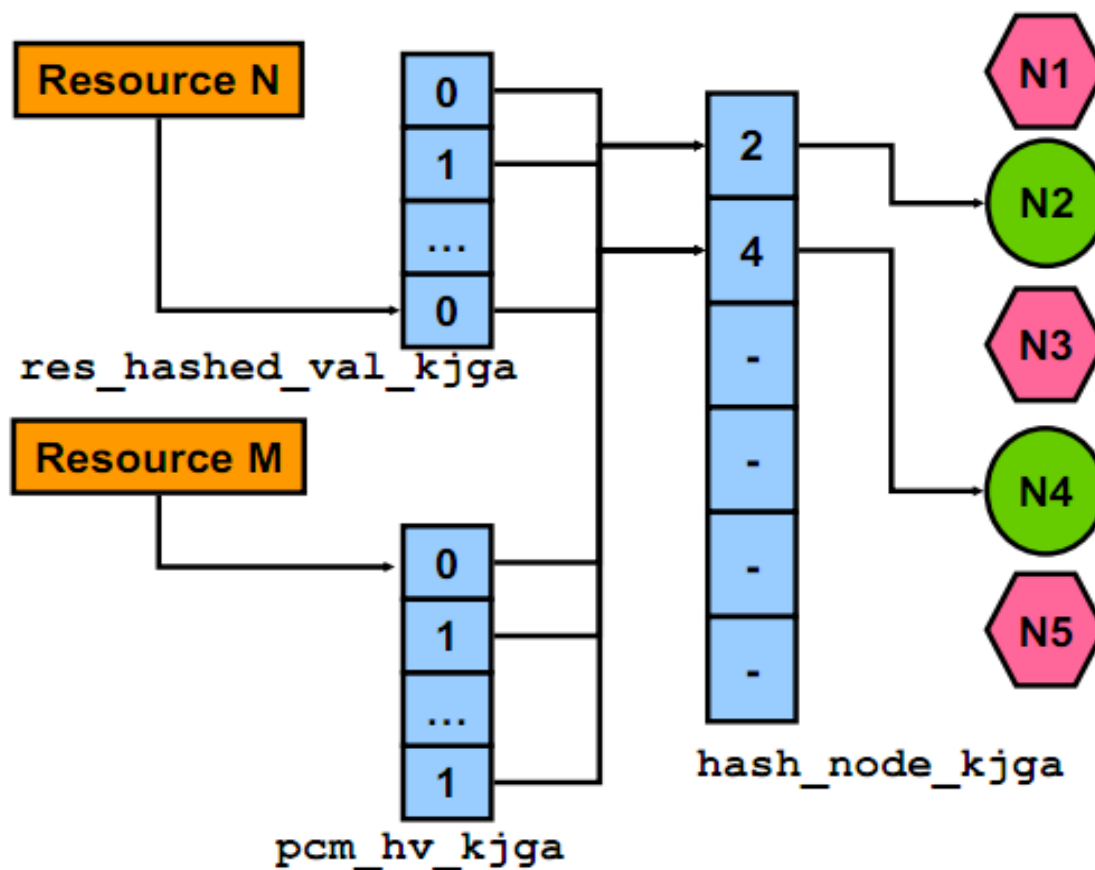 Resource N
0
1
...
0
res_hashed_val_kjga
Resource M
0
1
...
1
pcm_hv_kjga
2
4
-
-
-
-
hash_node_kjga
N1
N2
N3
N4
N5